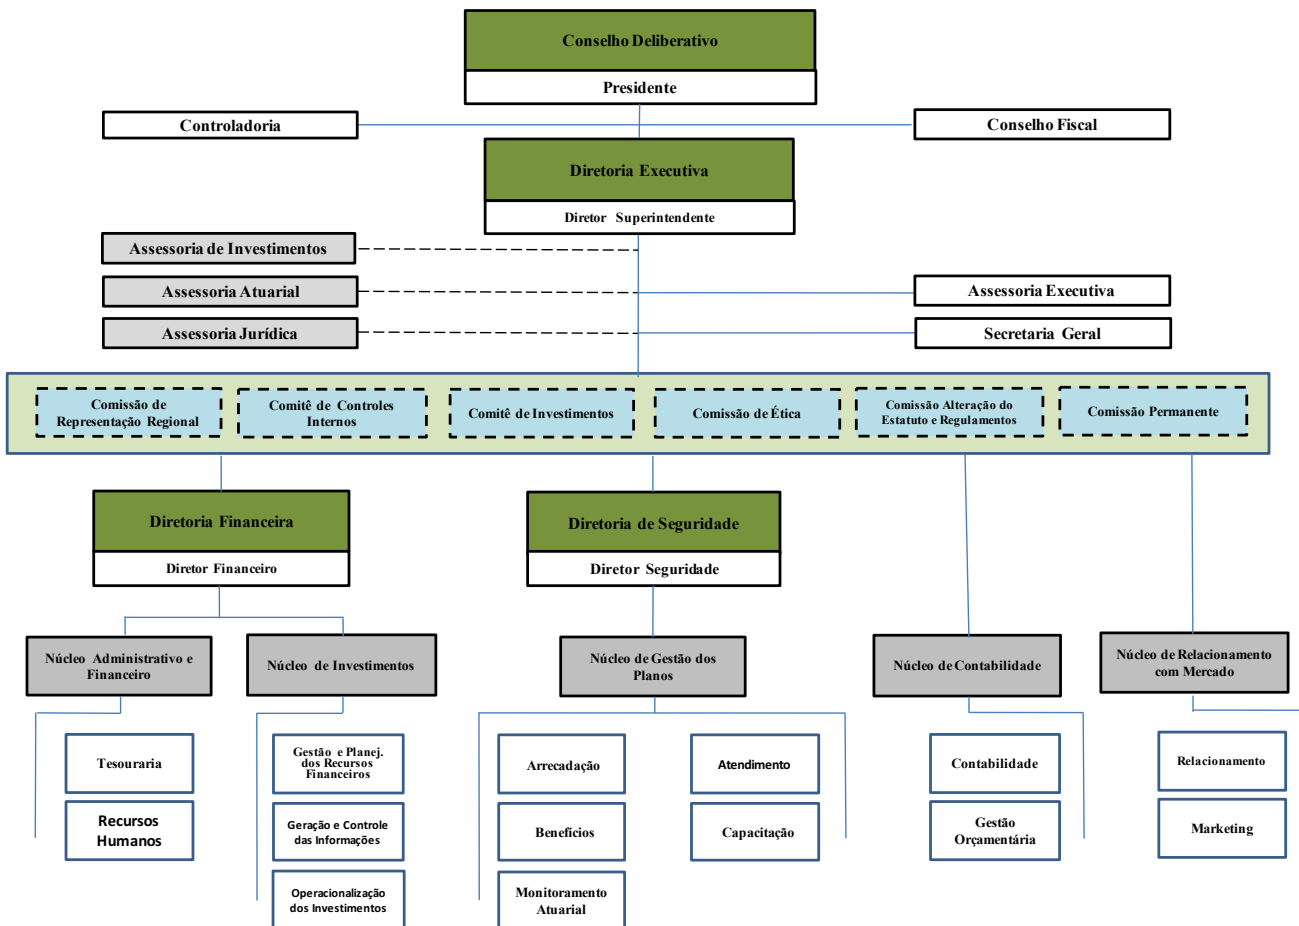 Conselho Deliberativo
Presidente
Controladoria
Conselho Fiscal
Diretoria Executiva
Diretor Superintendente
Assessoria de Investimentos
Assessoria Atuarial
Assessoria Executiva
Assessoria Jurídica
Secretaria Geral
Comissão de
Representação Regional
Comitê de Controles
Internos
Comitê de Investimentos
Comissão de Ética
Comissão Alteração do
Estatuto e Regulamentos
Comissão Permanente
Diretoria Financeira
Diretor Financeiro
Diretoria de Seguridade
Diretor Seguridade
Núcleo Administrativo e
Financeiro
Núcleo de Investimentos
Núcleo de Gestão dos
Planos
Núcleo de Contabilidade
Núcleo de Relacionamento
com Mercado
Tesouraria
Recursos
Humanos
Gestão e Planej.
dos Recursos
Financeiros
Geração e Controle
das Informações
Operacionalização
dos Investimentos
Arrecadação
Benefícios
Monitoramento
Atuarial
Atendimento
Capacitação
Contabilidade
Gestão
Orçamentária
Relacionamento
Marketing